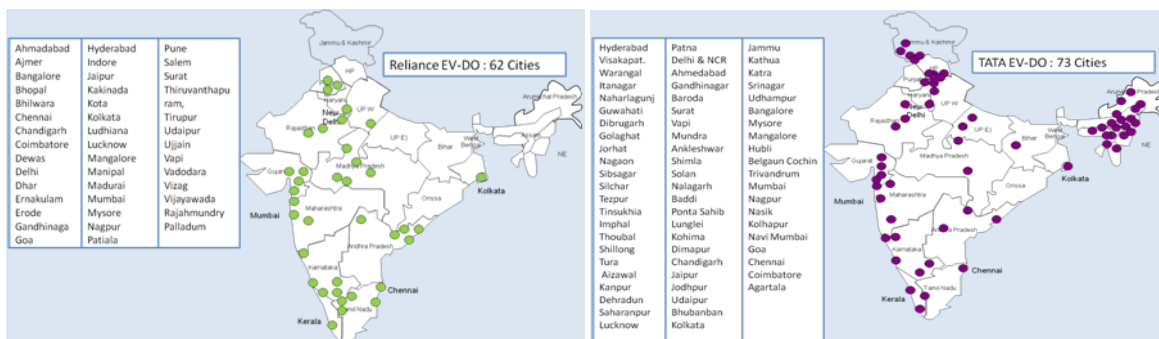 Ahmadabad
Ajmer
Bangalore
Bhopal
Bhilwara
Chennai
Chandigarh
Coimbatore
Dewas
Delhi
Dhar
Ernakulam
Erode
Gandhinaga
Goa
Hyderabad
Indore
Jaipur
Kakinada
Kota
Kolkata
Ludhiana
Lucknow
Mangalore
Manipal
Madurai
Mumbai
Mysore
Nagpur
Patiala
Pune
Salem
Surat
Thiruvanthapu
ram,
Tirupur
Udaipur
Ujjain
Vapi
Vadodara
Vizag
Vijayawada
Rajahmundry
Palladum
Reliance EV-DO : 62 Cities
Jammu & Kashmir
HP
Haryana
New
Delhi
UP W
Rajasthan
UP E)
Bihar
West
Bengal
Assam
Arunachal Pradesh
NE
Gujarat
Madhya Pradesh
Kolkata
Orissa
Mumbai
Maharashtra
Andhra Pradesh
Karnataka
Chennai
Tamil Nadu
Kerala
Hyderabad
Visakapat.
Warangal
Itanagar
Naharlagunj
Guwahati
Dibrugarh
Golaghat
Jorhat
Nagaon
Sibsagar
Silchar
Tezpur
Tinsukhia
Imphal
Thoubal
Shillong
Tura
Aizawal
Kanpur
Dehradun
Saharanpur
Lucknow
Patna
Delhi & NCR
Ahmedabad
Gandhinagar
Baroda
Surat
Vapi
Mundra
Ankleshwar
Shimla
Solan
Nalagarh
Baddi
Ponta Sahib
Lunglei
Kohima
Dimapur
Chandigarh
Jaipur
Jodhpur
Udaipur
Bhubanban
Kolkata
Jammu
Kathua
Katra
Srinagar
Udhampur
Bangalore
Mysore
Mangalore
Hubli
Belgaun Cochin
Trivandrum
Mumbai
Nagpur
Nasik
Kolhapur
Navi Mumbai
Goa
Chennai
Coimbatore
Agartala
TATA EV-DO : 73 Cities
Jammu & Kashmir
HP
Punjab
Haryana
New
Delhi
UP W
Rajasthan
UP E)
Bihar
West
Bengal
Arunachal Pradesh
NE
Gujarat
Madhya Pradesh
Kolkata
Orissa
Mumbai
Maharashtra
Andhra Pradesh
Karnataka
Chennai
Tamil Nadu
Kerala